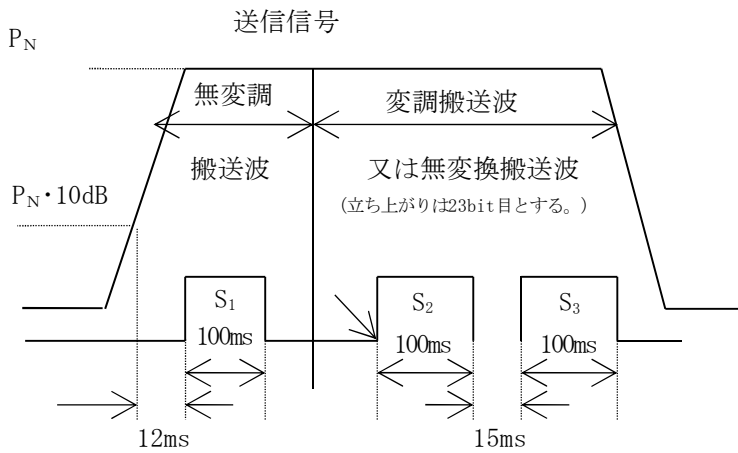 送信信号
P_N
無変調
変調搬送波
搬送波
又は無変換搬送波
P_N・10dB
(立ち上がりは23bit目とする。)
S₁
S₂
S₃
100ms
100ms
100ms
12ms
15ms